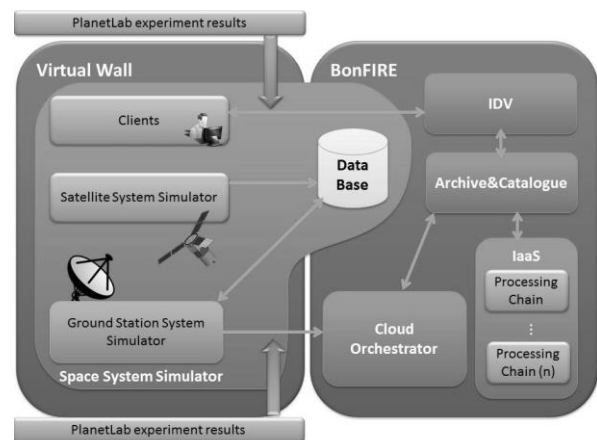 PlanetLab experiment results
Virtual Wall
BonFIRE
Clients
IDV
Data
Base
Satellite System Simulator
Archive&Catalogue
IaaS
Processing
Chain
⋮
Processing
Chain (n)
Ground Station System
Simulator
Cloud
Orchestrator
Space System Simulator
PlanetLab experiment results